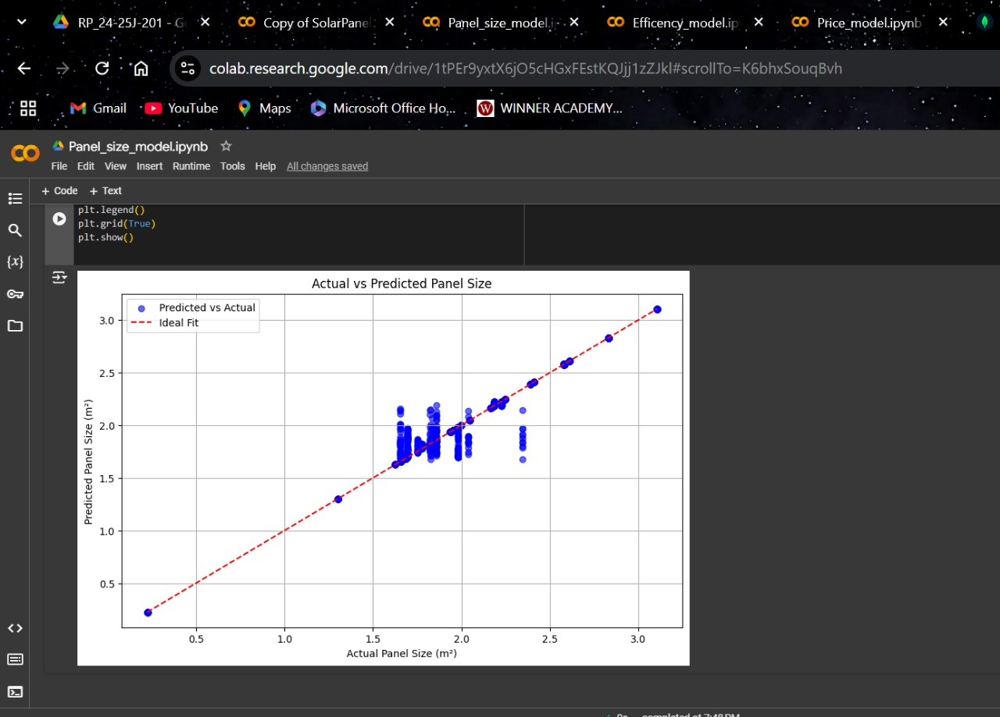 RP_24-25J-201 - G
Copy of SolarPanel
Panel_size_model.i
Efficency_model.ip
Price_model.ipynb
colab.research.google.com/drive/1tPEr9yxtX6jO5cHGxFEstKQJjj1zZJkl#scrollTo=K6bhxSouqBvh
Gmail YouTube Maps Microsoft Office Ho... WINNER ACADEMY...
Panel_size_model.ipynb
File Edit View Insert Runtime Tools Help All changes saved
+ Code + Text
plt.legend()
plt.grid(True)
plt.show()
Actual vs Predicted Panel Size
Predicted vs Actual
Ideal Fit
3.0
2.5
2.0
1.5
1.0
0.5
Predicted Panel Size (m²)
0.5 1.0 1.5 2.0 2.5 3.0
Actual Panel Size (m²)
0s completed at 7:48 PM